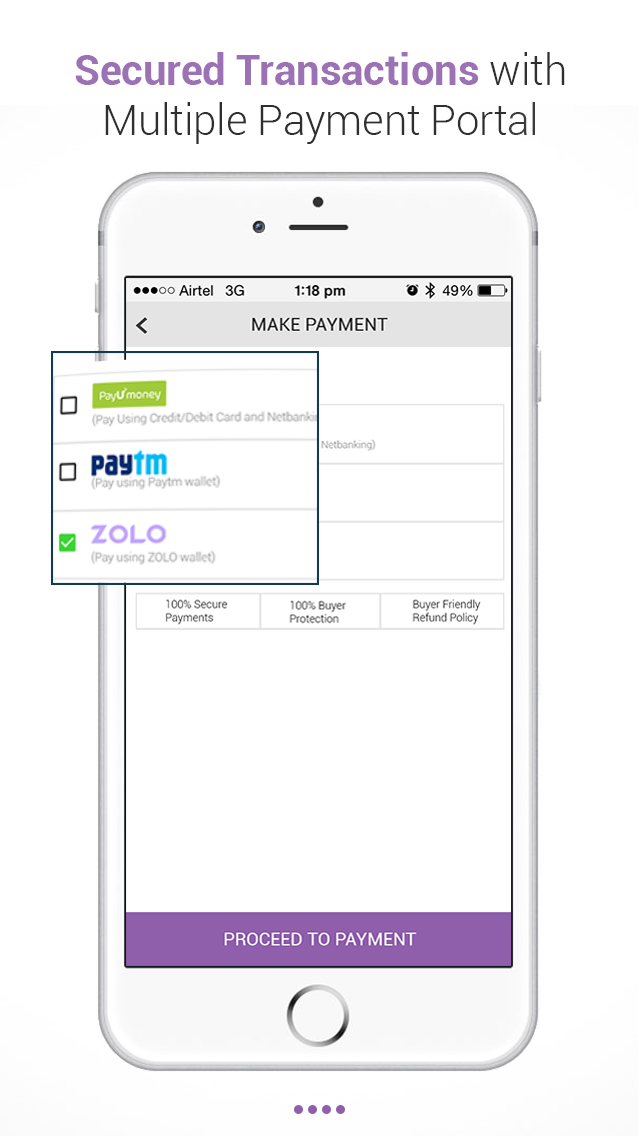 Secured Transactions with
Multiple Payment Portal
Airtel 3G 1:18 pm 49%
MAKE PAYMENT
PayUmoney
(Pay Using Credit/Debit Card and
Netbanking)
paytm
(Pay using Paytm wallet)
ZOLO
(Pay using ZOLO wallet)
100% Secure
Payments
100% Buyer
Protection
Buyer Friendly
Refund Policy
PROCEED TO PAYMENT